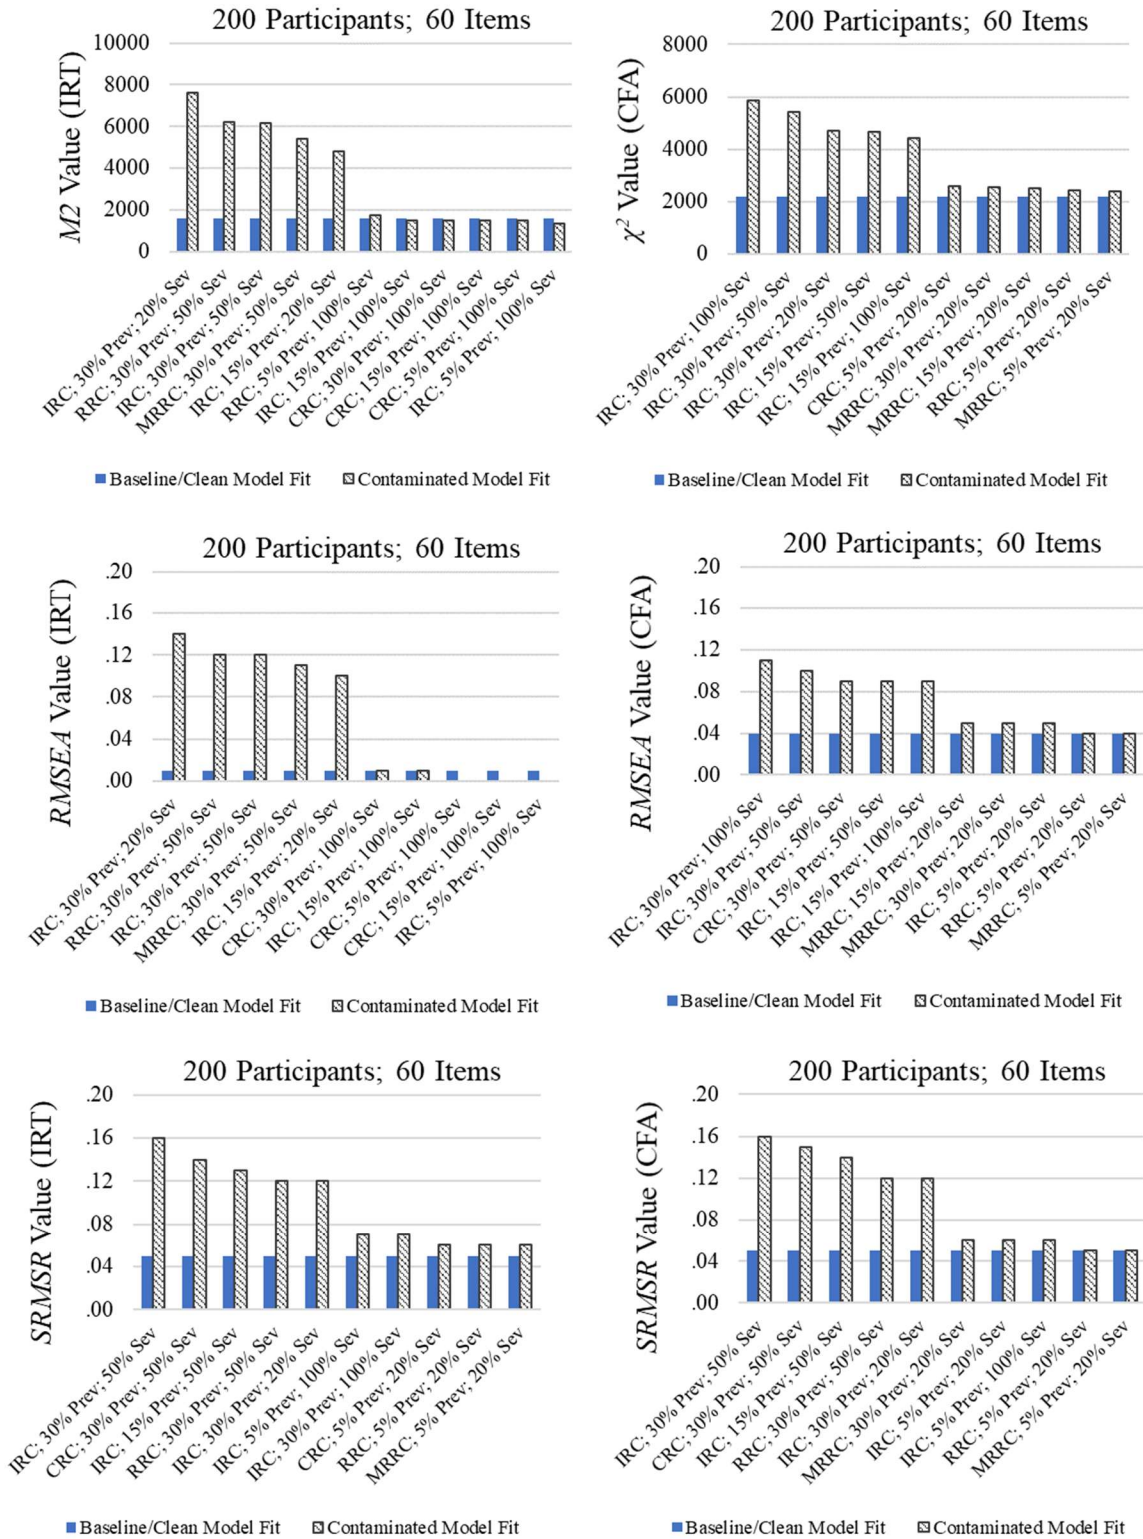 200 Participants; 60 Items
M2 Value (IRT)
10000
8000
6000
4000
2000
0
IRC; 30% Prev; 20% Sev
RRC; 30% Prev; 50% Sev
IRC; 30% Prev; 50% Sev
MRRC; 30% Prev; 50% Sev
IRC; 15% Prev; 20% Sev
RRC; 5% Prev; 100% Sev
IRC; 15% Prev; 100% Sev
CRC; 30% Prev; 100% Sev
CRC; 15% Prev; 100% Sev
CRC; 5% Prev; 100% Sev
IRC; 5% Prev; 100% Sev
Baseline/Clean Model Fit Contaminated Model Fit
200 Participants; 60 Items
χ² Value (CFA)
8000
6000
4000
2000
0
IRC; 30% Prev; 100% Sev
IRC; 30% Prev; 50% Sev
IRC; 30% Prev; 20% Sev
IRC; 15% Prev; 50% Sev
IRC; 15% Prev; 100% Sev
CRC; 5% Prev; 20% Sev
MRRC; 30% Prev; 20% Sev
MRRC; 15% Prev; 20% Sev
RRC; 5% Prev; 20% Sev
MRRC; 5% Prev; 20% Sev
Baseline/Clean Model Fit Contaminated Model Fit
200 Participants; 60 Items
RMSEA Value (IRT)
.20
.16
.12
.08
.04
.00
IRC; 30% Prev; 20% Sev
RRC; 30% Prev; 50% Sev
IRC; 30% Prev; 50% Sev
MRRC; 30% Prev; 50% Sev
IRC; 15% Prev; 20% Sev
CRC; 30% Prev; 100% Sev
IRC; 15% Prev; 100% Sev
CRC; 5% Prev; 100% Sev
CRC; 15% Prev; 100% Sev
IRC; 5% Prev; 100% Sev
Baseline/Clean Model Fit Contaminated Model Fit
200 Participants; 60 Items
RMSEA Value (CFA)
.20
.16
.12
.08
.04
.00
IRC; 30% Prev; 100% Sev
IRC; 30% Prev; 50% Sev
CRC; 30% Prev; 50% Sev
IRC; 15% Prev; 50% Sev
IRC; 15% Prev; 100% Sev
MRRC; 15% Prev; 20% Sev
MRRC; 30% Prev; 20% Sev
IRC; 5% Prev; 20% Sev
RRC; 5% Prev; 20% Sev
MRRC; 5% Prev; 20% Sev
Baseline/Clean Model Fit Contaminated Model Fit
200 Participants; 60 Items
SRMSR Value (IRT)
.20
.16
.12
.08
.04
.00
IRC; 30% Prev; 50% Sev
CRC; 30% Prev; 50% Sev
IRC; 15% Prev; 50% Sev
RRC; 30% Prev; 50% Sev
IRC; 30% Prev; 20% Sev
IRC; 5% Prev; 100% Sev
IRC; 30% Prev; 100% Sev
CRC; 5% Prev; 20% Sev
RRC; 5% Prev; 20% Sev
MRRC; 5% Prev; 20% Sev
Baseline/Clean Model Fit Contaminated Model Fit
200 Participants; 60 Items
SRMSR Value (CFA)
.20
.16
.12
.08
.04
.00
IRC; 30% Prev; 50% Sev
CRC; 30% Prev; 50% Sev
IRC; 15% Prev; 50% Sev
RRC; 30% Prev; 50% Sev
IRC; 30% Prev; 20% Sev
MRRC; 30% Prev; 20% Sev
IRC; 5% Prev; 20% Sev
IRC; 5% Prev; 100% Sev
RRC; 5% Prev; 20% Sev
MRRC; 5% Prev; 20% Sev
Baseline/Clean Model Fit Contaminated Model Fit